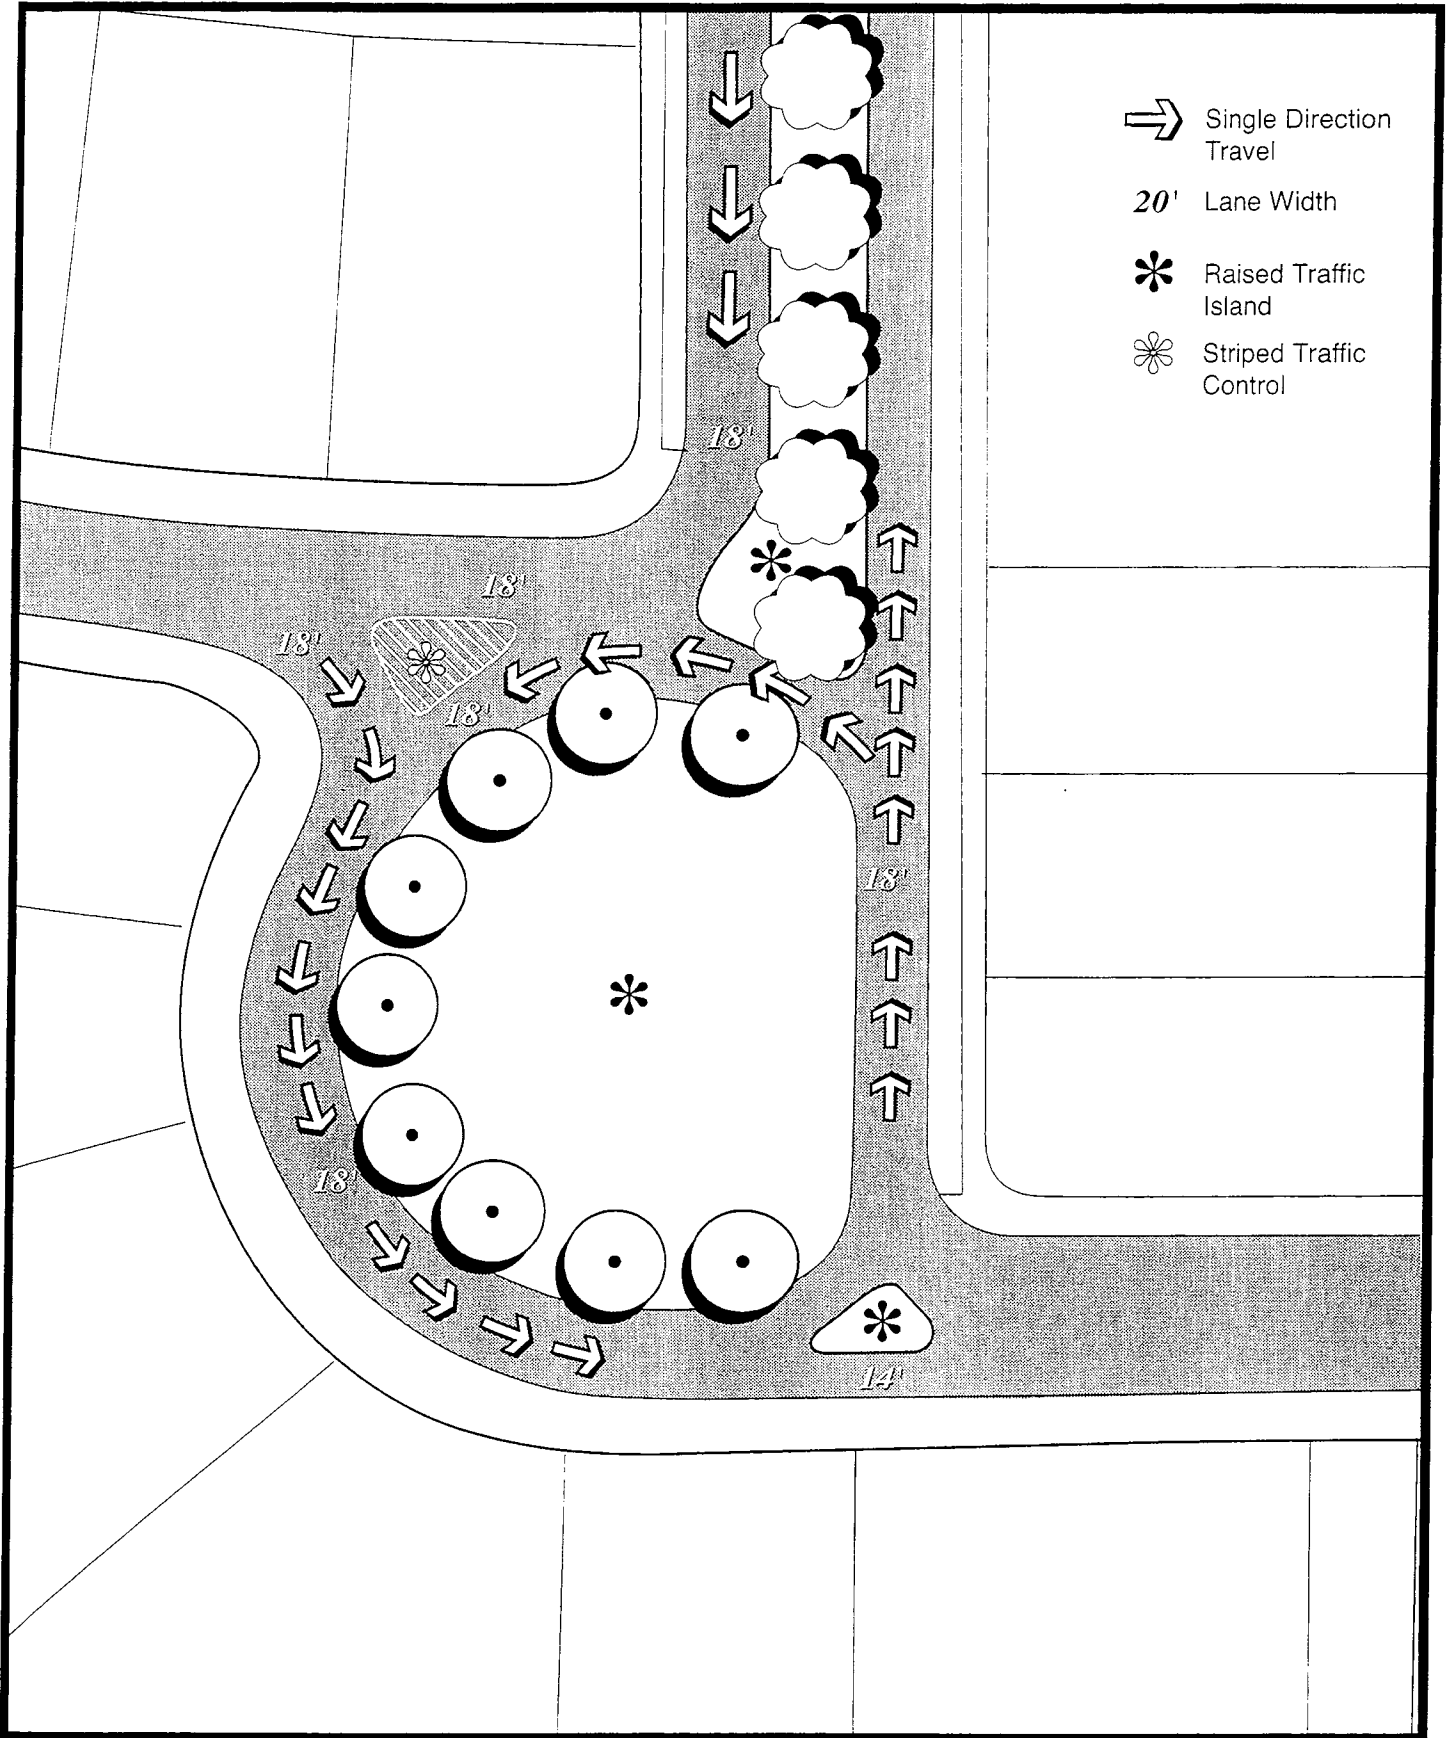 Single Direction
Travel
20' Lane Width
Raised Traffic
Island
Striped Traffic
Control
18'
18'
18'
18'
18'
18'
14'